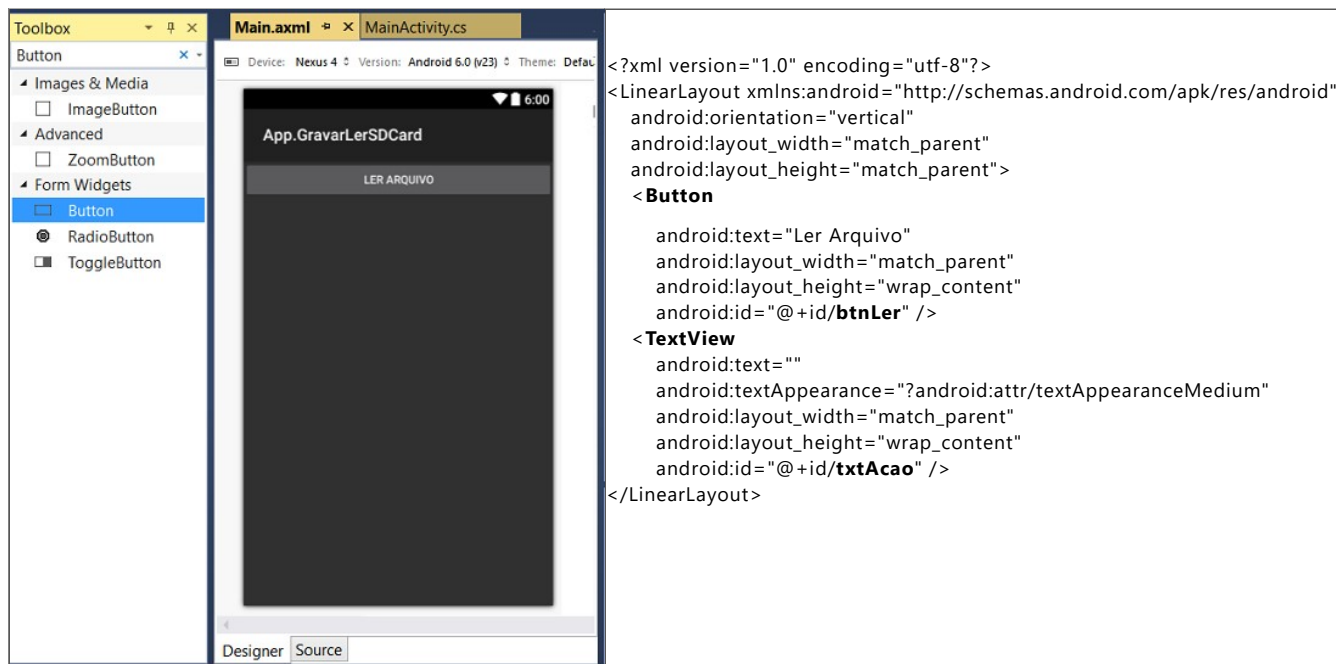 Toolbox
Button
Images & Media
ImageButton
Advanced
ZoomButton
Form Widgets
Button
RadioButton
ToggleButton
Main.axml
MainActivity.cs
Device: Nexus 4 Version: Android 6.0 (v23) Theme: Defau
6:00
App.GravarLerSDCard
LER ARQUIVO
Designer Source
<?xml version="1.0" encoding="utf-8"?>
<LinearLayout xmlns:android="http://schemas.android.com/apk/res/android"
android:orientation="vertical"
android:layout_width="match_parent"
android:layout_height="match_parent">
<Button
android:text="Ler Arquivo"
android:layout_width="match_parent"
android:layout_height="wrap_content"
android:id="@+id/btnLer" />
<TextView
android:text=""
android:textAppearance="?android:attr/textAppearanceMedium"
android:layout_width="match_parent"
android:layout_height="wrap_content"
android:id="@+id/txtAcao" />
</LinearLayout>